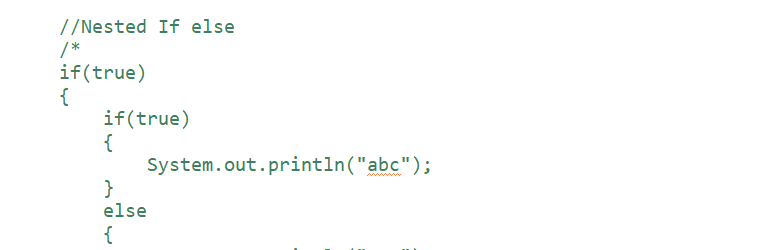 //Nested If else
/*
if(true)
{
    if(true)
    {
        System.out.println("abc");
    }
    else
    {